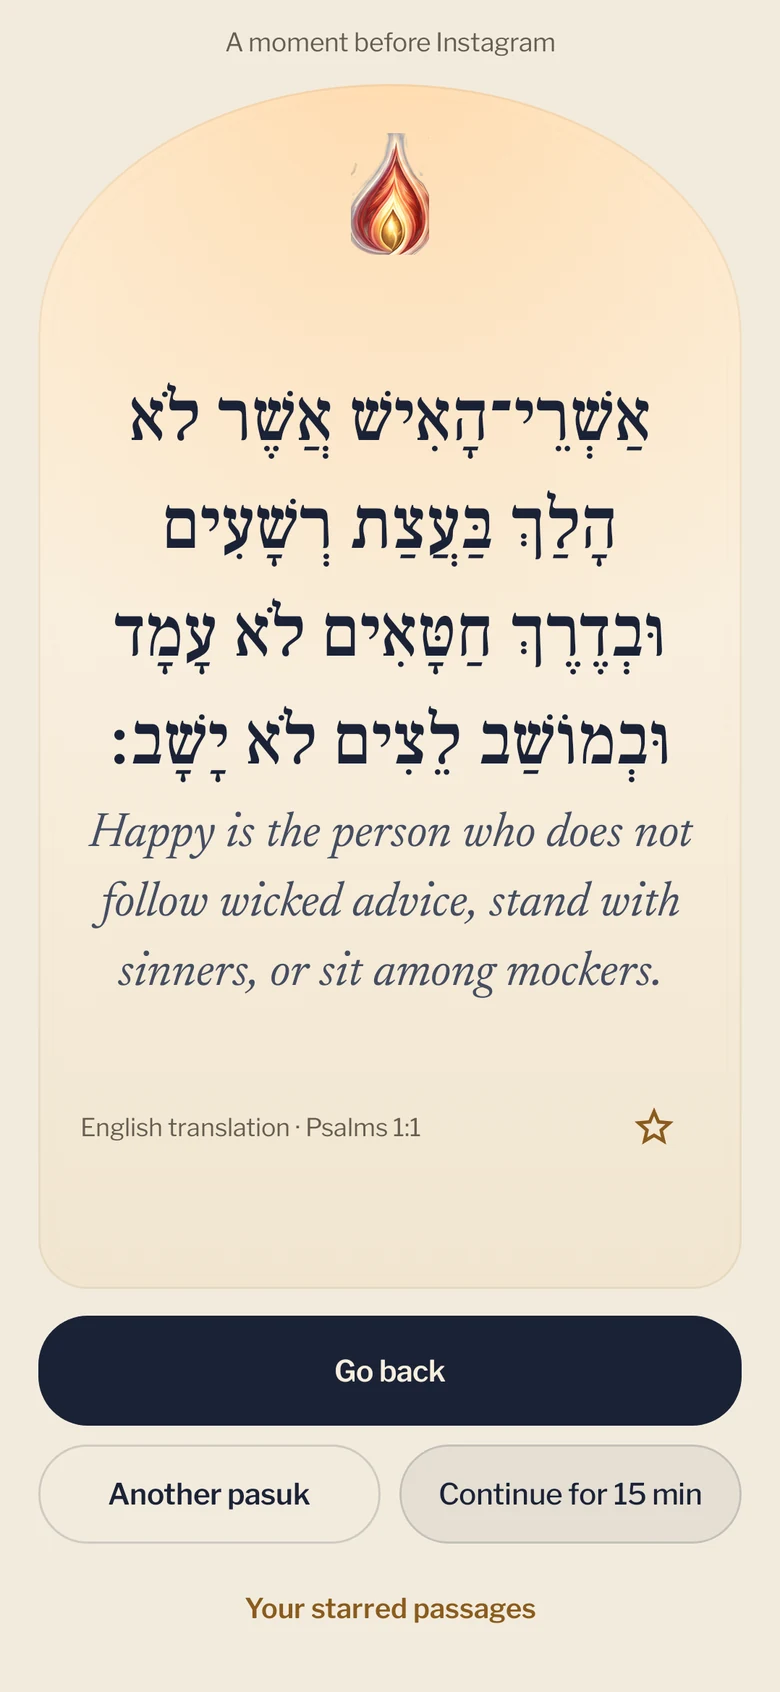 A moment before Instagram
אַשְׁרֵי־הָאִישׁ אֲשֶׁר לֹא
הָלַךְ בַּעֲצַת רְשָׁעִים
וּבְדֶרֶךְ חַטָּאִים לֹא עָמָד
וּבְמוֹשַׁב לֵצִים לֹא יָשָׁב׃
Happy is the person who does not
follow wicked advice, stand with
sinners, or sit among mockers.
English translation · Psalms 1:1
Go back
Another pasuk
Continue for 15 min
Your starred passages